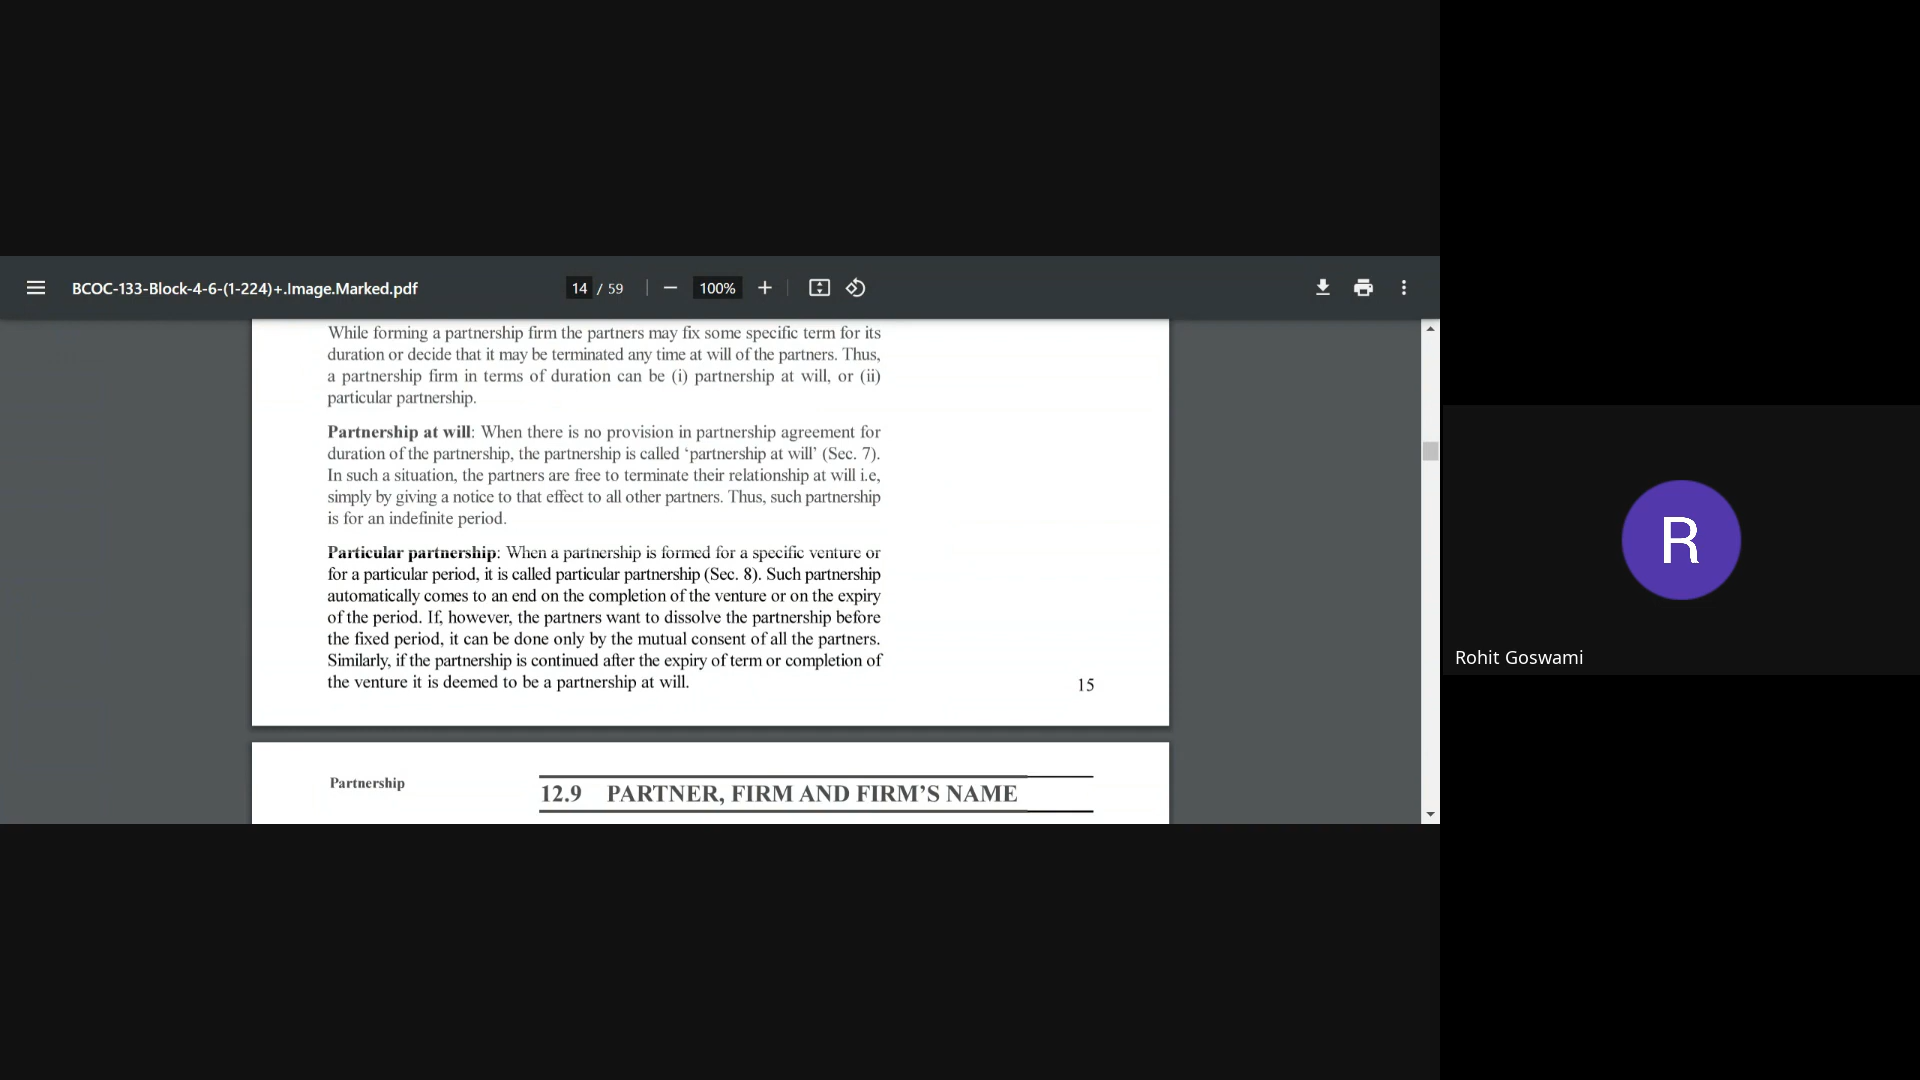 BCOC-133-Block-4-6-(1-224)+.Image.Marked.pdf
14 / 59
100%
While forming a partnership firm the partners may fix some specific term for its
duration or decide that it may be terminated any time at will of the partners. Thus,
a partnership firm in terms of duration can be (i) partnership at will, or (ii)
particular partnership.
Partnership at will: When there is no provision in partnership agreement for
duration of the partnership, the partnership is called ‘partnership at will’ (Sec. 7).
In such a situation, the partners are free to terminate their relationship at will i.e,
simply by giving a notice to that effect to all other partners. Thus, such partnership
is for an indefinite period.
Particular partnership: When a partnership is formed for a specific venture or
for a particular period, it is called particular partnership (Sec. 8). Such partnership
automatically comes to an end on the completion of the venture or on the expiry
of the period. If, however, the partners want to dissolve the partnership before
the fixed period, it can be done only by the mutual consent of all the partners.
Similarly, if the partnership is continued after the expiry of term or completion of
the venture it is deemed to be a partnership at will.
15
Partnership
12.9 PARTNER, FIRM AND FIRM’S NAME
R
Rohit Goswami